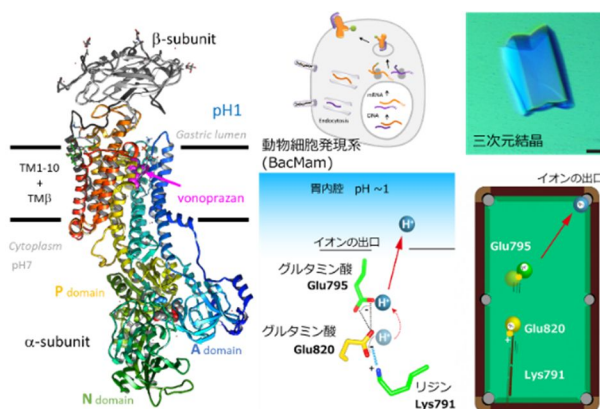 β-subunit
pH1
Gastric lumen
TM1-10
+
TMβ
vonoprazan
Cytoplasm
pH7
P domain
α-subunit
A domain
N domain
Endocytosis
mRNA
DNA
動物細胞発現系
(BacMam)
三次元結晶
胃内腔 pH ~1
H+
イオンの出口
グルタミン酸
Glu795
H+
グルタミン酸
Glu820
H+
-
+
リジン
Lys791
イオンの出口
Glu795
Glu820
+
Lys791